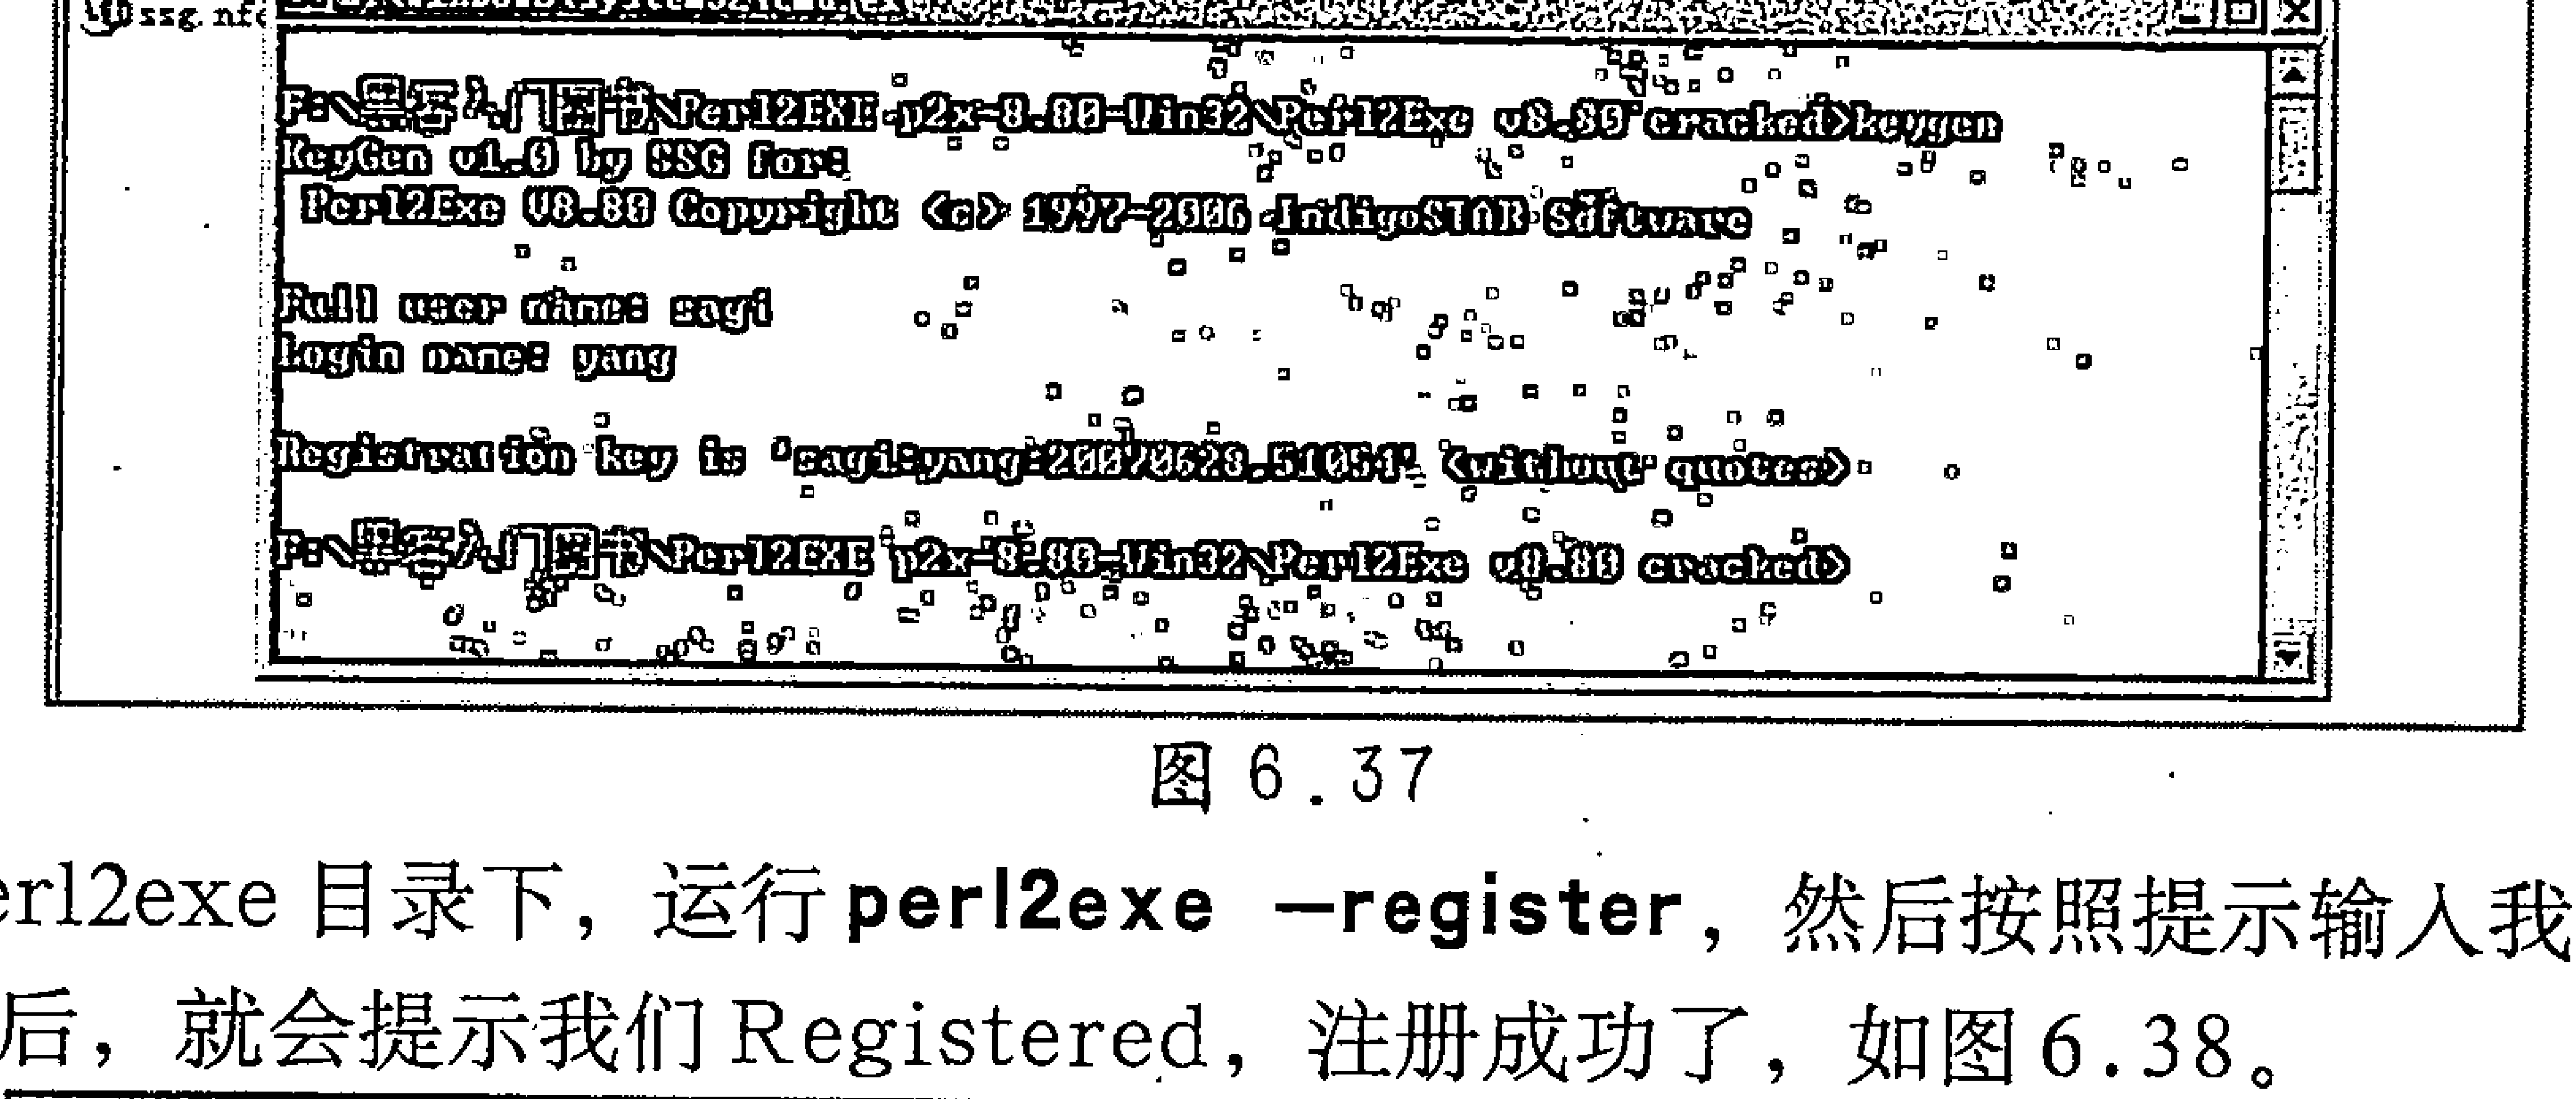 ssg.nfo
F:\黑客入门图书\Perl2EXE p2x-8.80-Win32\Perl2Exe v8.80 cracked>keygen
KeyGen v1.0 by SSG for:
Perl2Exe V8.80 Copyright (c) 1997-2006 IndigoSTAR Software
Full user name: sagi
Login name: yang
Registration key is 'sagi:yang:' (without quotes)
F:\黑客入门图书\Perl2EXE p2x-8.80-Win32\Perl2Exe v8.80 cracked>
图 6.37
erl2exe 目录下，运行 perl2exe —register，然后按照提示输入我
后，就会提示我们 Registered，注册成功了，如图 6.38。